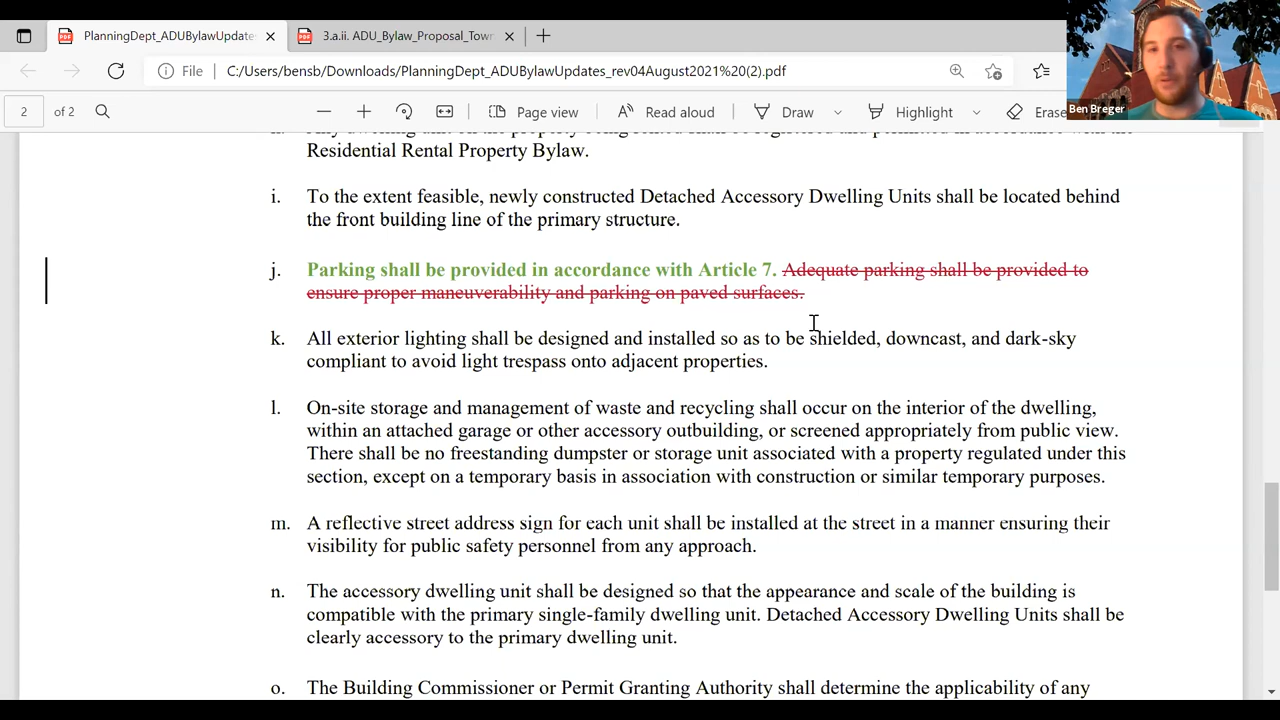 PlanningDept_ADUBylawUpdate
3.a.ii. ADU_Bylaw_Proposal_Tow
File
C:/Users/bensb/Downloads/PlanningDept_ADUBylawUpdates_rev04August2021%20(2).pdf
2 of 2
Page view
Read aloud
Draw
Highlight
Erase
Ben Breger
Residential Rental Property Bylaw.
i. To the extent feasible, newly constructed Detached Accessory Dwelling Units shall be located behind
the front building line of the primary structure.
j. Parking shall be provided in accordance with Article 7. Adequate parking shall be provided to
ensure proper maneuverability and parking on paved surfaces.
k. All exterior lighting shall be designed and installed so as to be shielded, downcast, and dark-sky
compliant to avoid light trespass onto adjacent properties.
l. On-site storage and management of waste and recycling shall occur on the interior of the dwelling,
within an attached garage or other accessory outbuilding, or screened appropriately from public view.
There shall be no freestanding dumpster or storage unit associated with a property regulated under this
section, except on a temporary basis in association with construction or similar temporary purposes.
m. A reflective street address sign for each unit shall be installed at the street in a manner ensuring their
visibility for public safety personnel from any approach.
n. The accessory dwelling unit shall be designed so that the appearance and scale of the building is
compatible with the primary single-family dwelling unit. Detached Accessory Dwelling Units shall be
clearly accessory to the primary dwelling unit.
o. The Building Commissioner or Permit Granting Authority shall determine the applicability of any